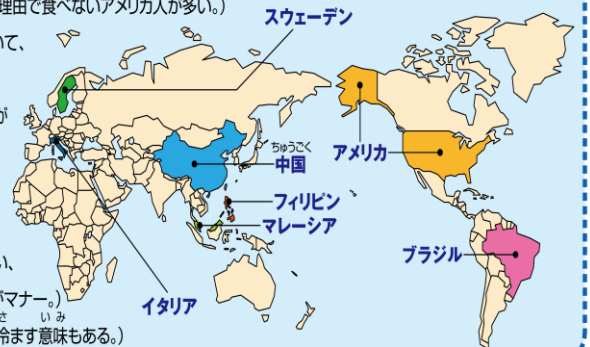 理由で食べないアメリカ人が多い。)
スウェーデン
いて、
が
ちゅうごく
中国
アメリカ
フィリピン
マレーシア
ブラジル
い、
イタリア
がマナー。)
さ い み
冷ます意味もある。)